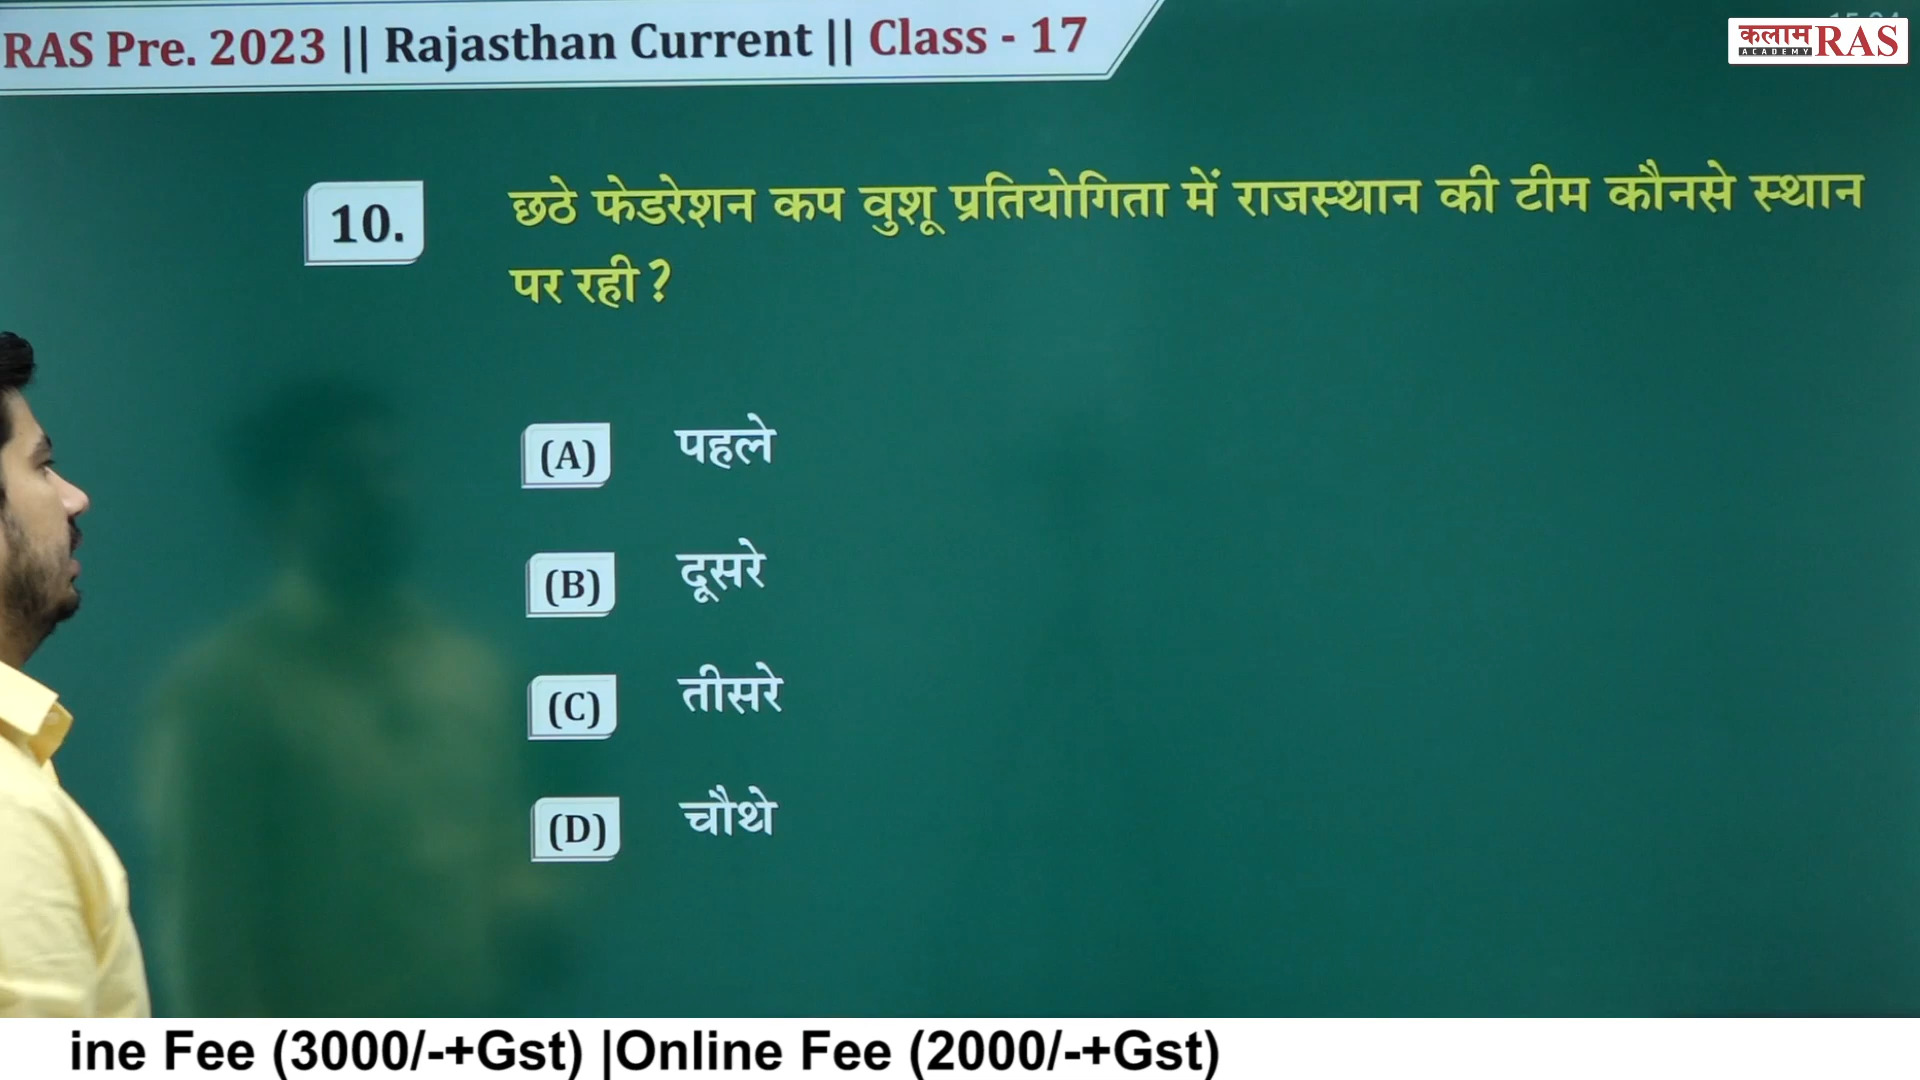 RAS Pre. 2023 || Rajasthan Current || Class - 17
कलाम RAS
ACADEMY
10. छठे फेडरेशन कप वुशू प्रतियोगिता में राजस्थान की टीम कौनसे स्थान
पर रही ?
(A) पहले
(B) दूसरे
(C) तीसरे
(D) चौथे
ine Fee (3000/-+Gst) |Online Fee (2000/-+Gst)